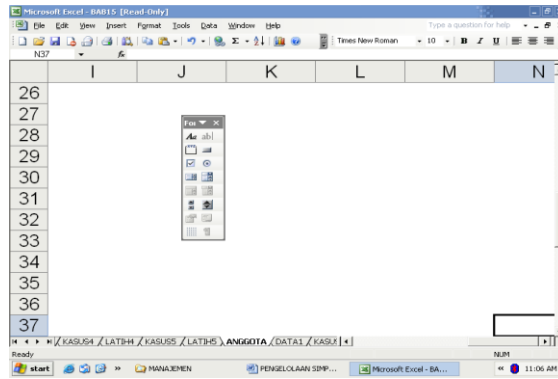 Microsoft Excel - BAB15 [Read-Only]
File Edit View Insert Format Tools Data Window Help Type a question for help
Times New Roman 10 B I U
N37 fx
I J K L M N
26
27
28
29
30
31
32
33
34
35
36
37
For
Aa ab|
KASUS4 LATIH4 KASUS5 LATIH5 ANGGOTA DATA1 KASU
Ready NUM
start MANAJEMEN PENGELOLAAN SIMP... Microsoft Excel - BA... 11:06 AM